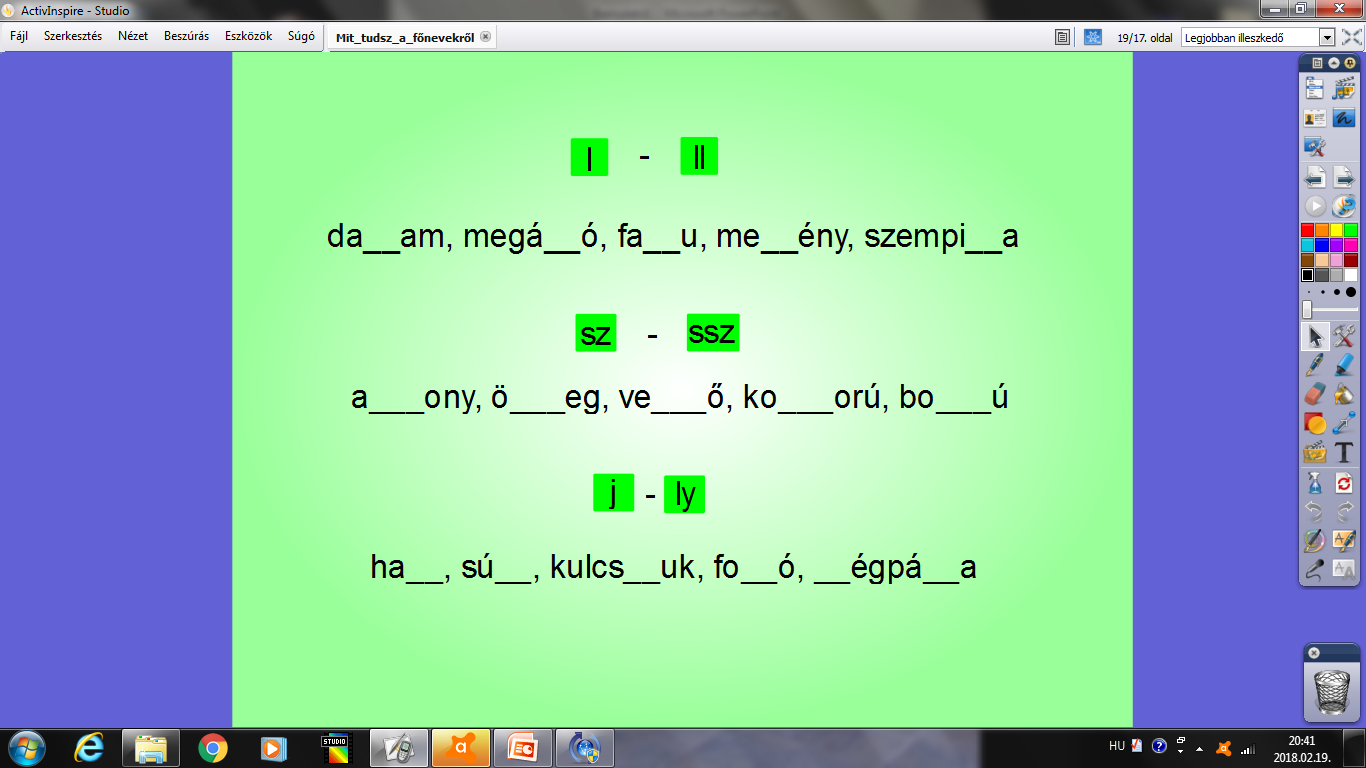 ActivInspire - Studio
Fájl Szerkesztés Nézet Beszúrás Eszközök Súgó Mit_tudsz_a_főnevekről 19/17. oldal Legjobban illeszkedő
l - ll
da__am, megá__ó, fa__u, me__ény, szempi__a
sz - ssz
a___ony, ö___eg, ve___ő, ko___orú, bo___ú
j - ly
ha__, sú__, kulcs__uk, fo__ó, __égpá__a
STUDIO
HU 20:41
2018.02.19.